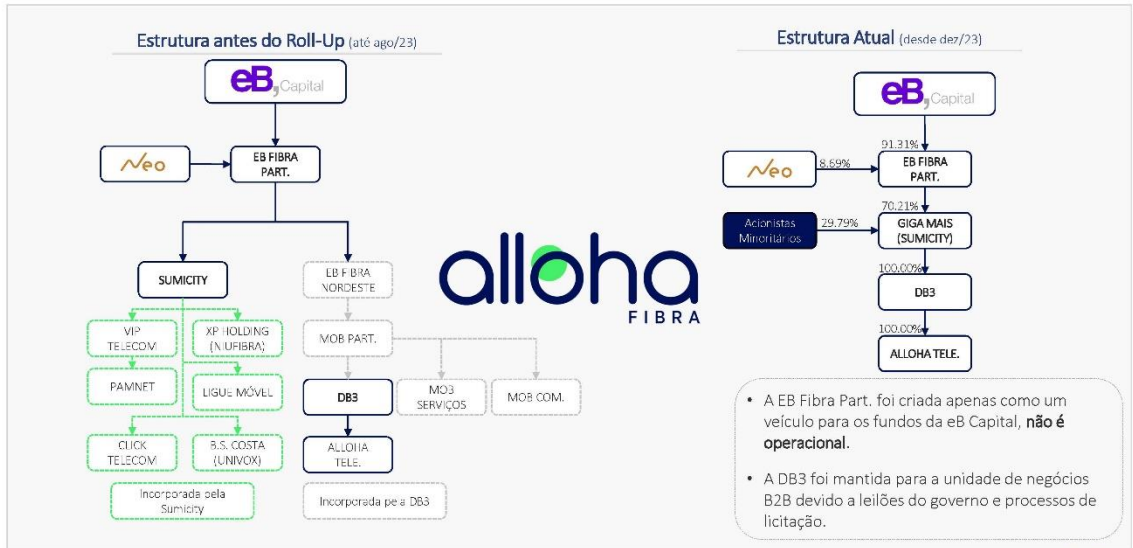 Estrutura antes do Roll-Up (até ago/23)
eB, Capital
Neo
EB FIBRA
PART.
SUMICITY
EB FIBRA
NORDESTE
VIP
TELECOM
XP HOLDING
(NIUFIBRA)
MOB PART.
PAMNET
LIGUE MÓVEL
DB3
MOB
SERVIÇOS
MOB COM.
CLICK
TELECOM
B.S. COSTA
(UNIVOX)
ALLOHA
TELE.
Incorporada pela
Sumicity
Incorporada pe a DB3
alloha
FIBRA
Estrutura Atual (desde dez/23)
eB, Capital
91.31%
Neo
8.69%
EB FIBRA
PART.
70.21%
Acionistas
Minoritários
29.79%
GIGA MAIS
(SUMICITY)
100.00%
DB3
100.00%
ALLOHA TELE.
• A EB Fibra Part. foi criada apenas como um
veículo para os fundos da eB Capital, não é
operacional.
• A DB3 foi mantida para a unidade de negócios
B2B devido a leilões do governo e processos de
licitação.